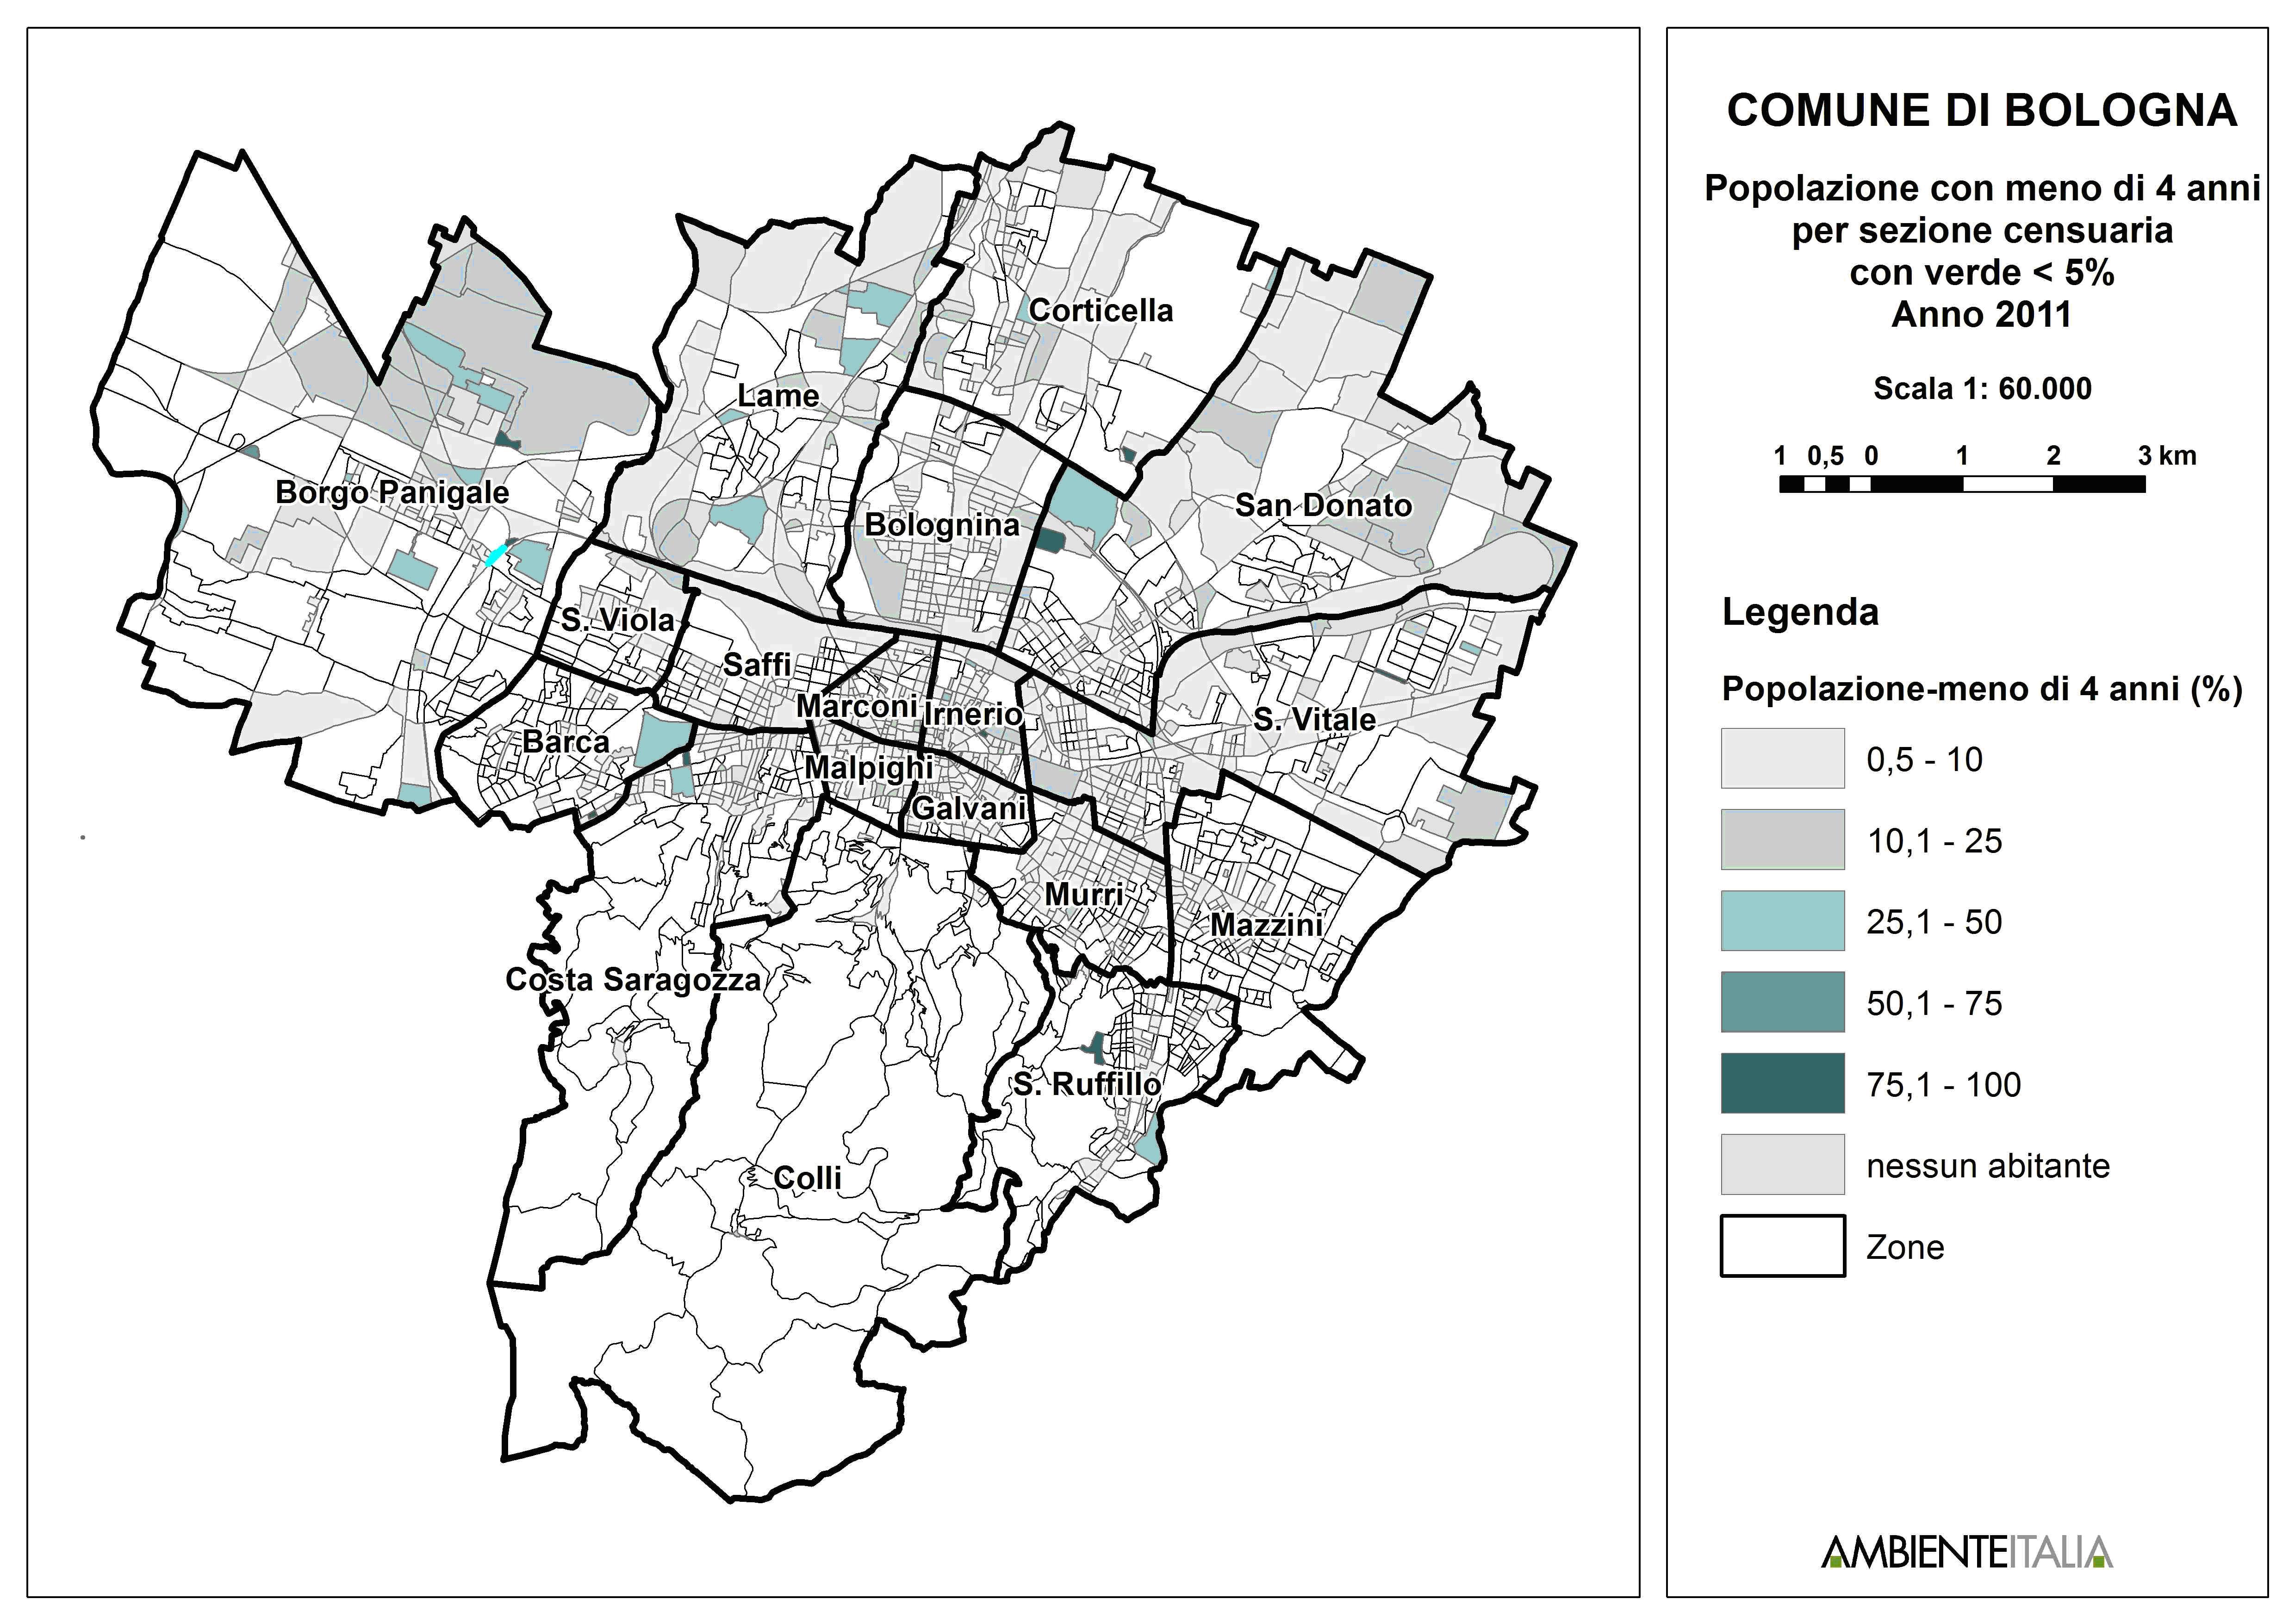 COMUNE DI BOLOGNA
Popolazione con meno di 4 anni
per sezione censuaria
con verde < 5%
Anno 2011
Scala 1: 60.000
1 0,5 0 1 2 3 km
Legenda
Popolazione-meno di 4 anni (%)
0,5 - 10
10,1 - 25
25,1 - 50
50,1 - 75
75,1 - 100
nessun abitante
Zone
AMBIENTEITALIA
Corticella
Lame
Borgo Panigale
Bolognina
San Donato
S. Viola
Saffi
Marconi
Irnerio
S. Vitale
Barca
Malpighi
Galvani
Murri
Mazzini
Costa Saragozza
S. Ruffillo
Colli